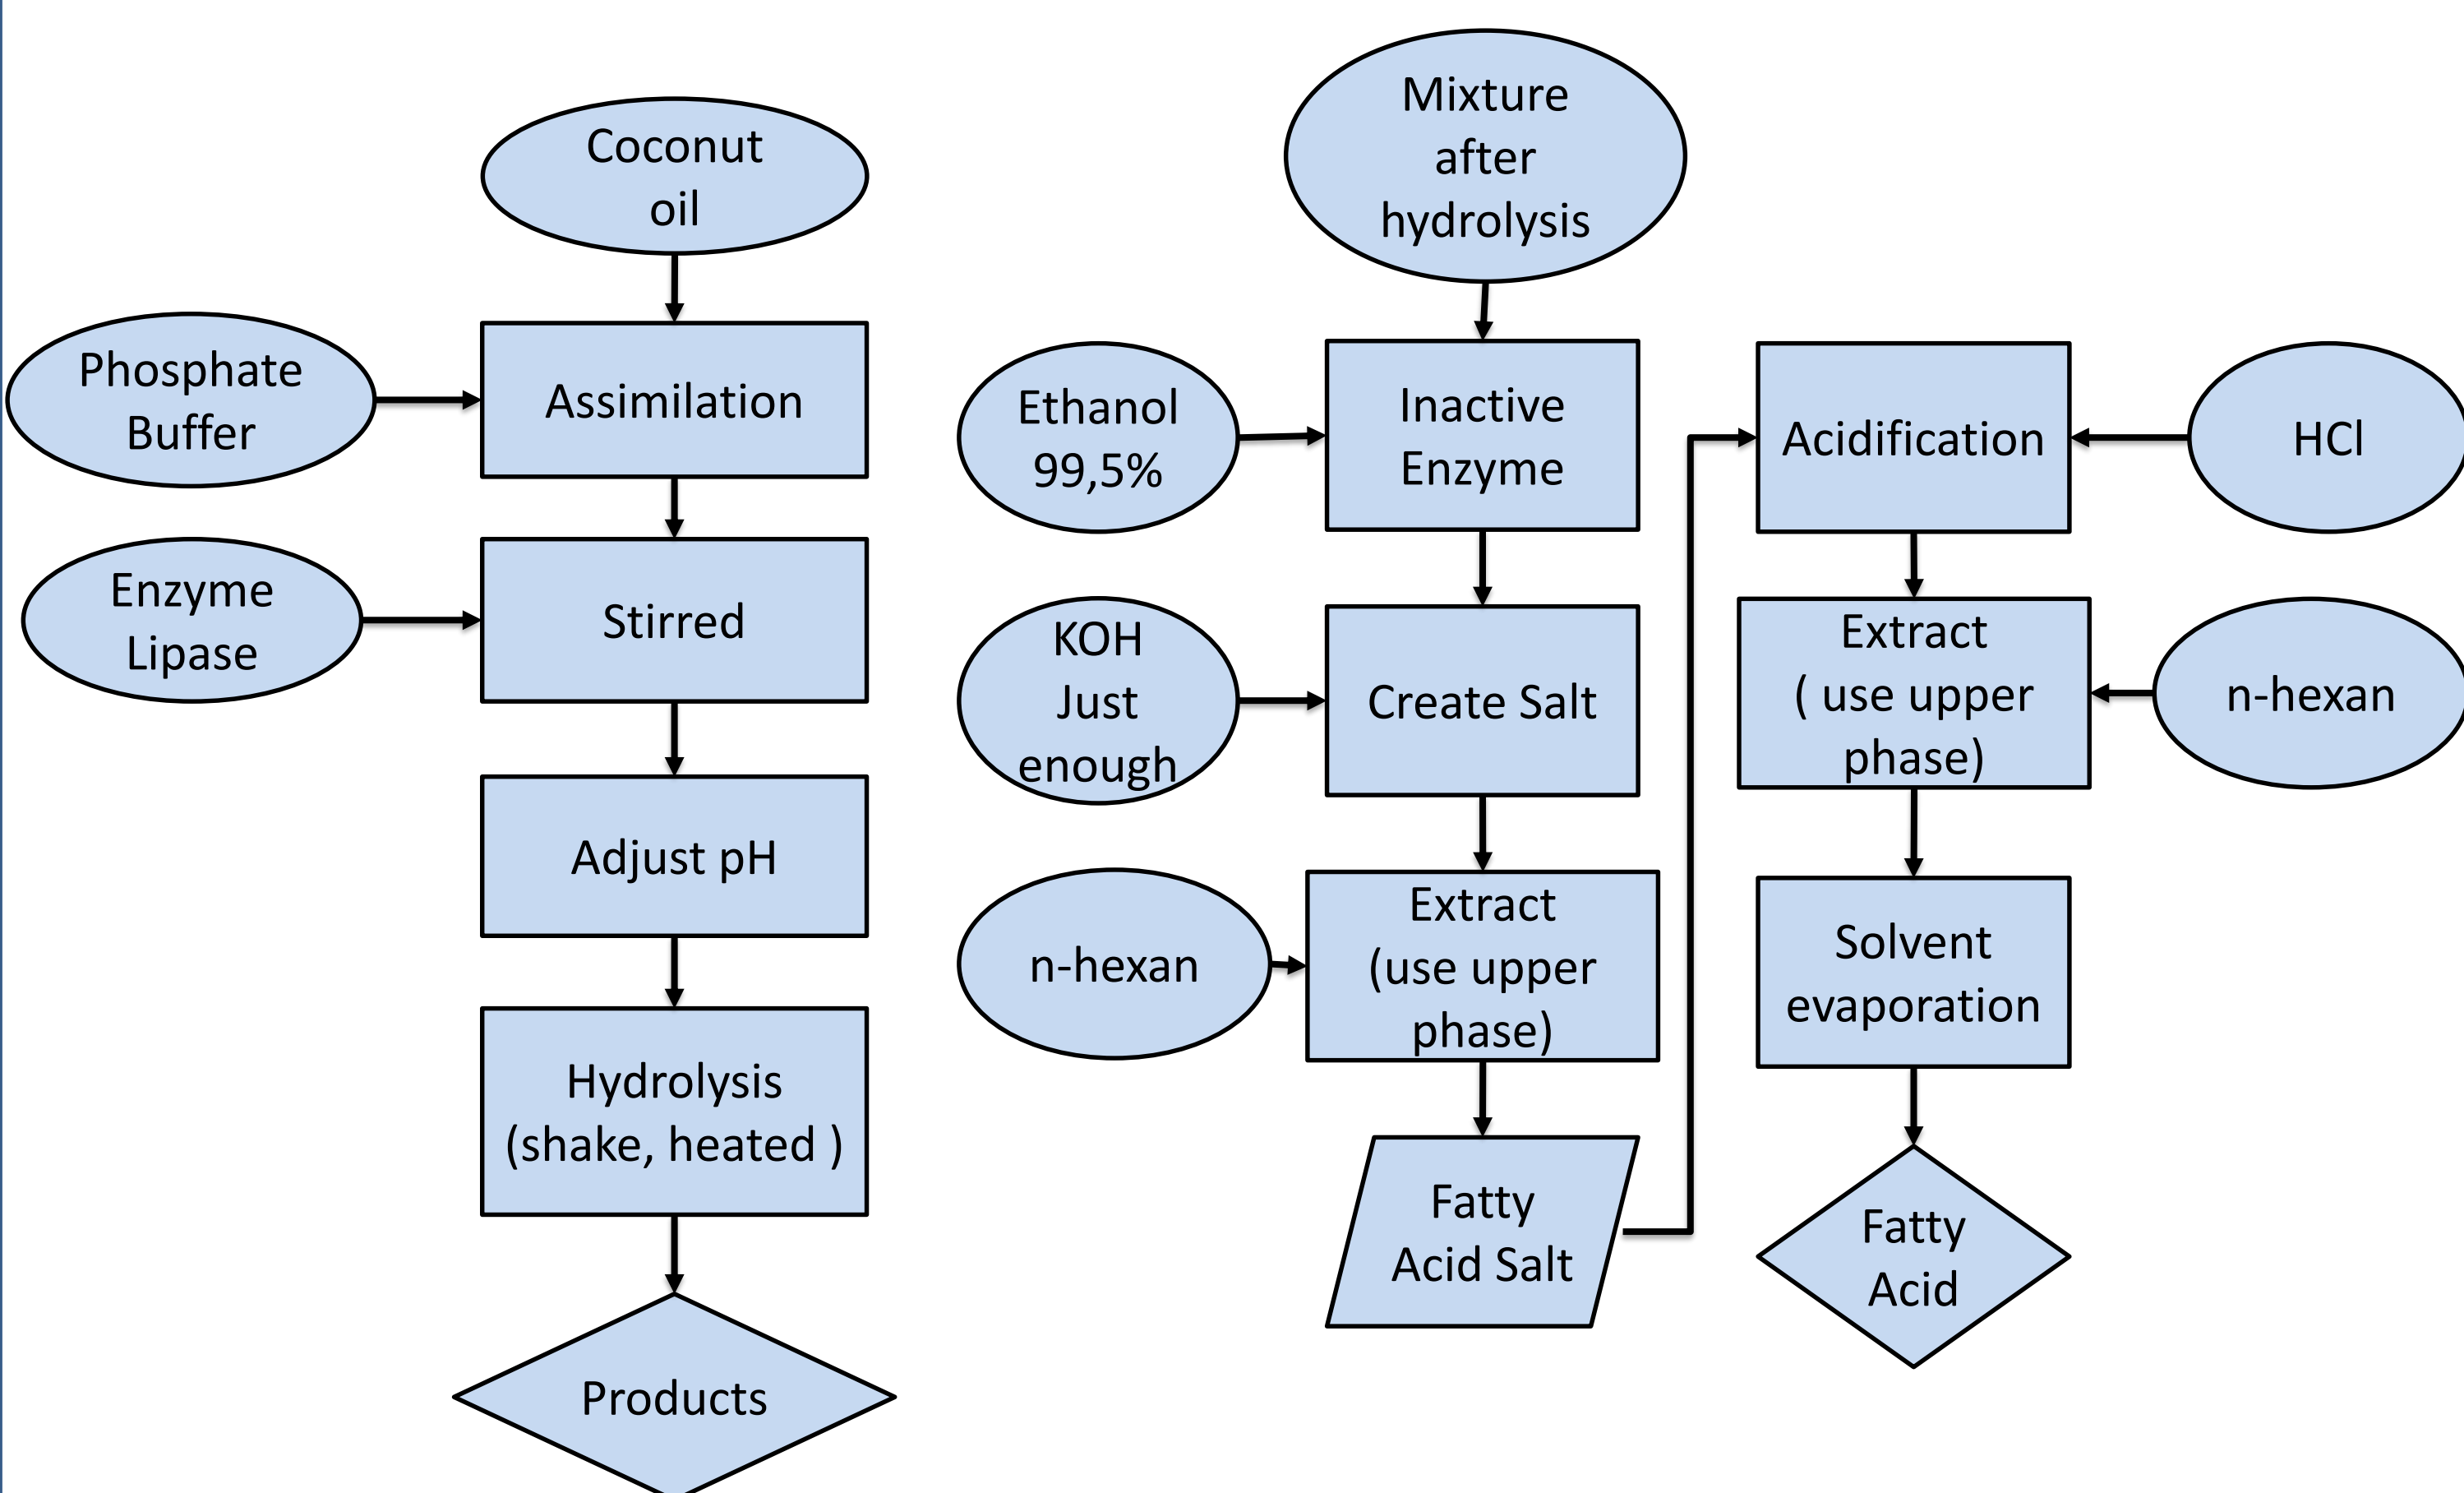 Coconut
oil
Phosphate
Buffer
Assimilation
Enzyme
Lipase
Stirred
Adjust pH
Hydrolysis
(shake, heated )
Products
Mixture
after
hydrolysis
Ethanol
99,5%
Inactive
Enzyme
KOH
Just
enough
Create Salt
n-hexan
Extract
(use upper
phase)
Fatty
Acid Salt
Acidification
HCl
Extract
( use upper
phase)
n-hexan
Solvent
evaporation
Fatty
Acid